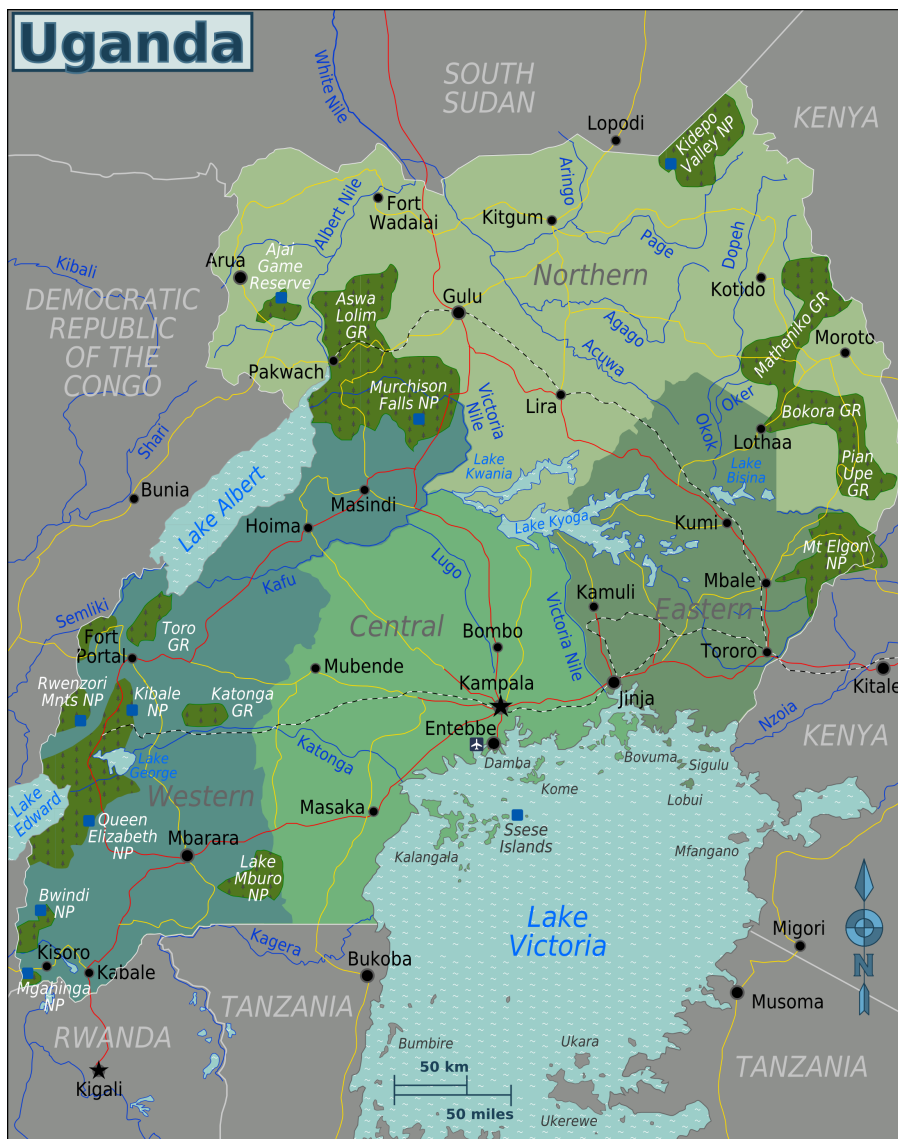 Uganda
SOUTH
SUDAN
KENYA
White Nile
Lopodi
Kidepo
Valley NP
Aringo
Albert Nile
Fort
Wadalai
Kitgum
Page
Dopeh
Kibali
Arua
Ajai
Game
Reserve
Northern
Kotido
DEMOCRATIC
REPUBLIC
OF THE
CONGO
Aswa
Lolim
GR
Gulu
Agago
Matheniko GR
Moroto
Acuwa
Pakwach
Murchison
Falls NP
Victoria
Nile
Lira
Oker
Okok
Bokora GR
Lothaa
Shari
Bunia
Lake
Kwania
Lake
Bisina
Pian
Upe
GR
Lake Albert
Masindi
Hoima
Lake Kyoga
Kumi
Mt Elgon
NP
Kafu
Lugo
Mbale
Semliki
Kamuli
Victoria Nile
Eastern
Toro
GR
Central
Bombo
Fort
Portal
Mubende
Tororo
Kitale
Rwenzori
Mnts NP
Kibale
NP
Katonga
GR
Kampala
Jinja
Nzoia
Entebbe
KENYA
Katonga
Lake
George
Damba
Bovuma
Sigulu
Lake
Edward
Western
Kome
Lobui
Masaka
Ssese
Islands
Queen
Elizabeth
NP
Mbarara
Kalangala
Mfangano
Lake
Mburo
NP
Bwindi
NP
Lake
Victoria
Kagera
Migori
N
Kisoro
Kabale
Bukoba
Mgahinga
NP
TANZANIA
Musoma
RWANDA
Bumbire
Ukara
TANZANIA
50 km
Kigali
50 miles
Ukerewe